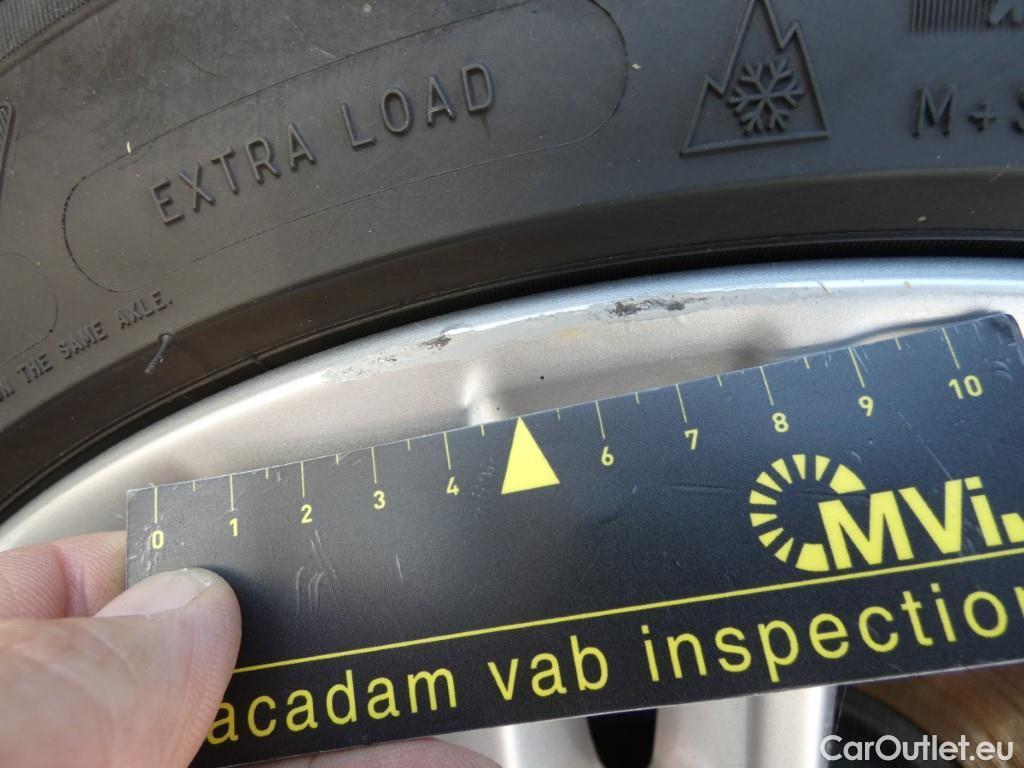 EXTRA LOAD
M+S
ON THE SAME AXLE.
0 1 2 3 4 6 7 8 9 10
MVi
acadam vab inspection
CarOutlet.eu